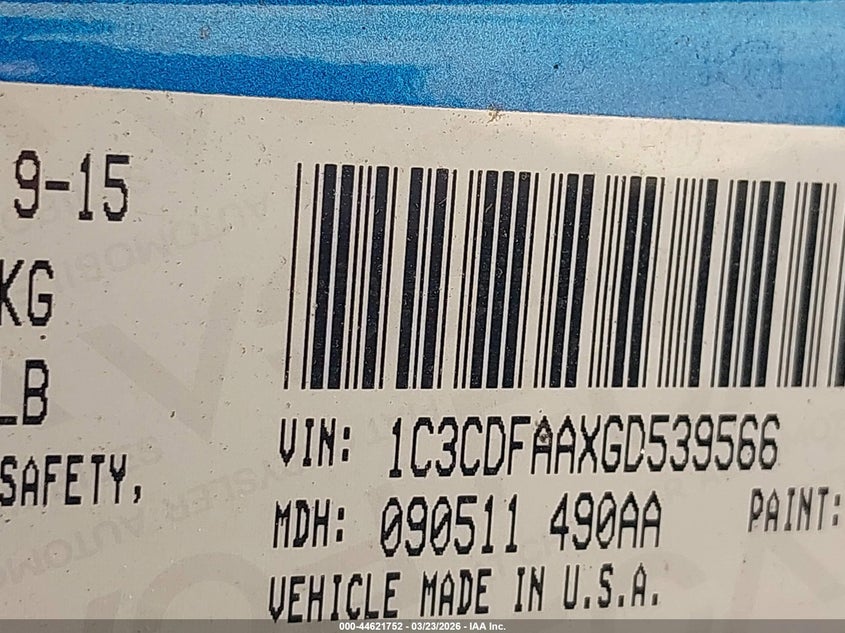 9-15
KG
LB
SAFETY,
VIN: 1C3CDFAAXGD539566
MDH: 090511 490AA PAINT:
VEHICLE MADE IN U.S.A.
000-44621752 - 03/23/2026 - IAA Inc.